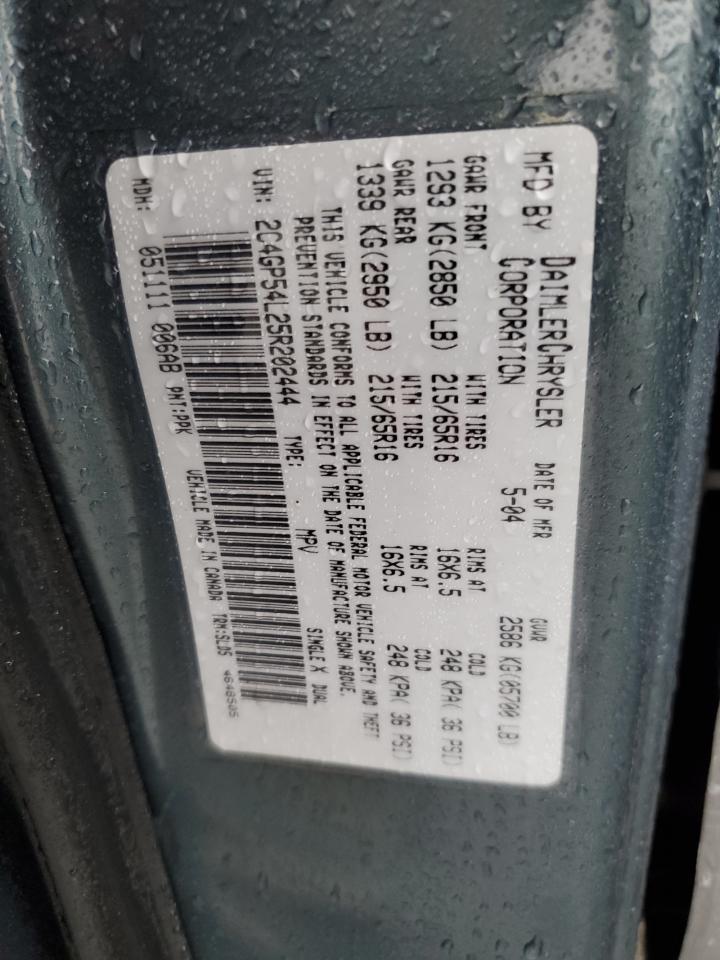 MFD BY DAIMLERCHRYSLER CORPORATION DATE OF MFR 5-04 GVWR 2586 KG(05700 LB)
GAWR FRONT WITH TIRES RIMS AT COLD
1293 KG(2850 LB) 215/65R16 16X6.5 248 KPA( 36 PSI)
GAWR REAR WITH TIRES RIMS AT COLD
1339 KG(2950 LB) 215/65R16 16X6.5 248 KPA( 36 PSI)
THIS VEHICLE CONFORMS TO ALL APPLICABLE FEDERAL MOTOR VEHICLE SAFETY AND THEFT
PREVENTION STANDARDS IN EFFECT ON THE DATE OF MANUFACTURE SHOWN ABOVE.
VIN: 2C4GP54L25R202444 TYPE: MPV SINGLE X DUAL
MDH: 051111 006AB PNT:PPK VEHICLE MADE IN CANADA TRM:SLD5 4648505